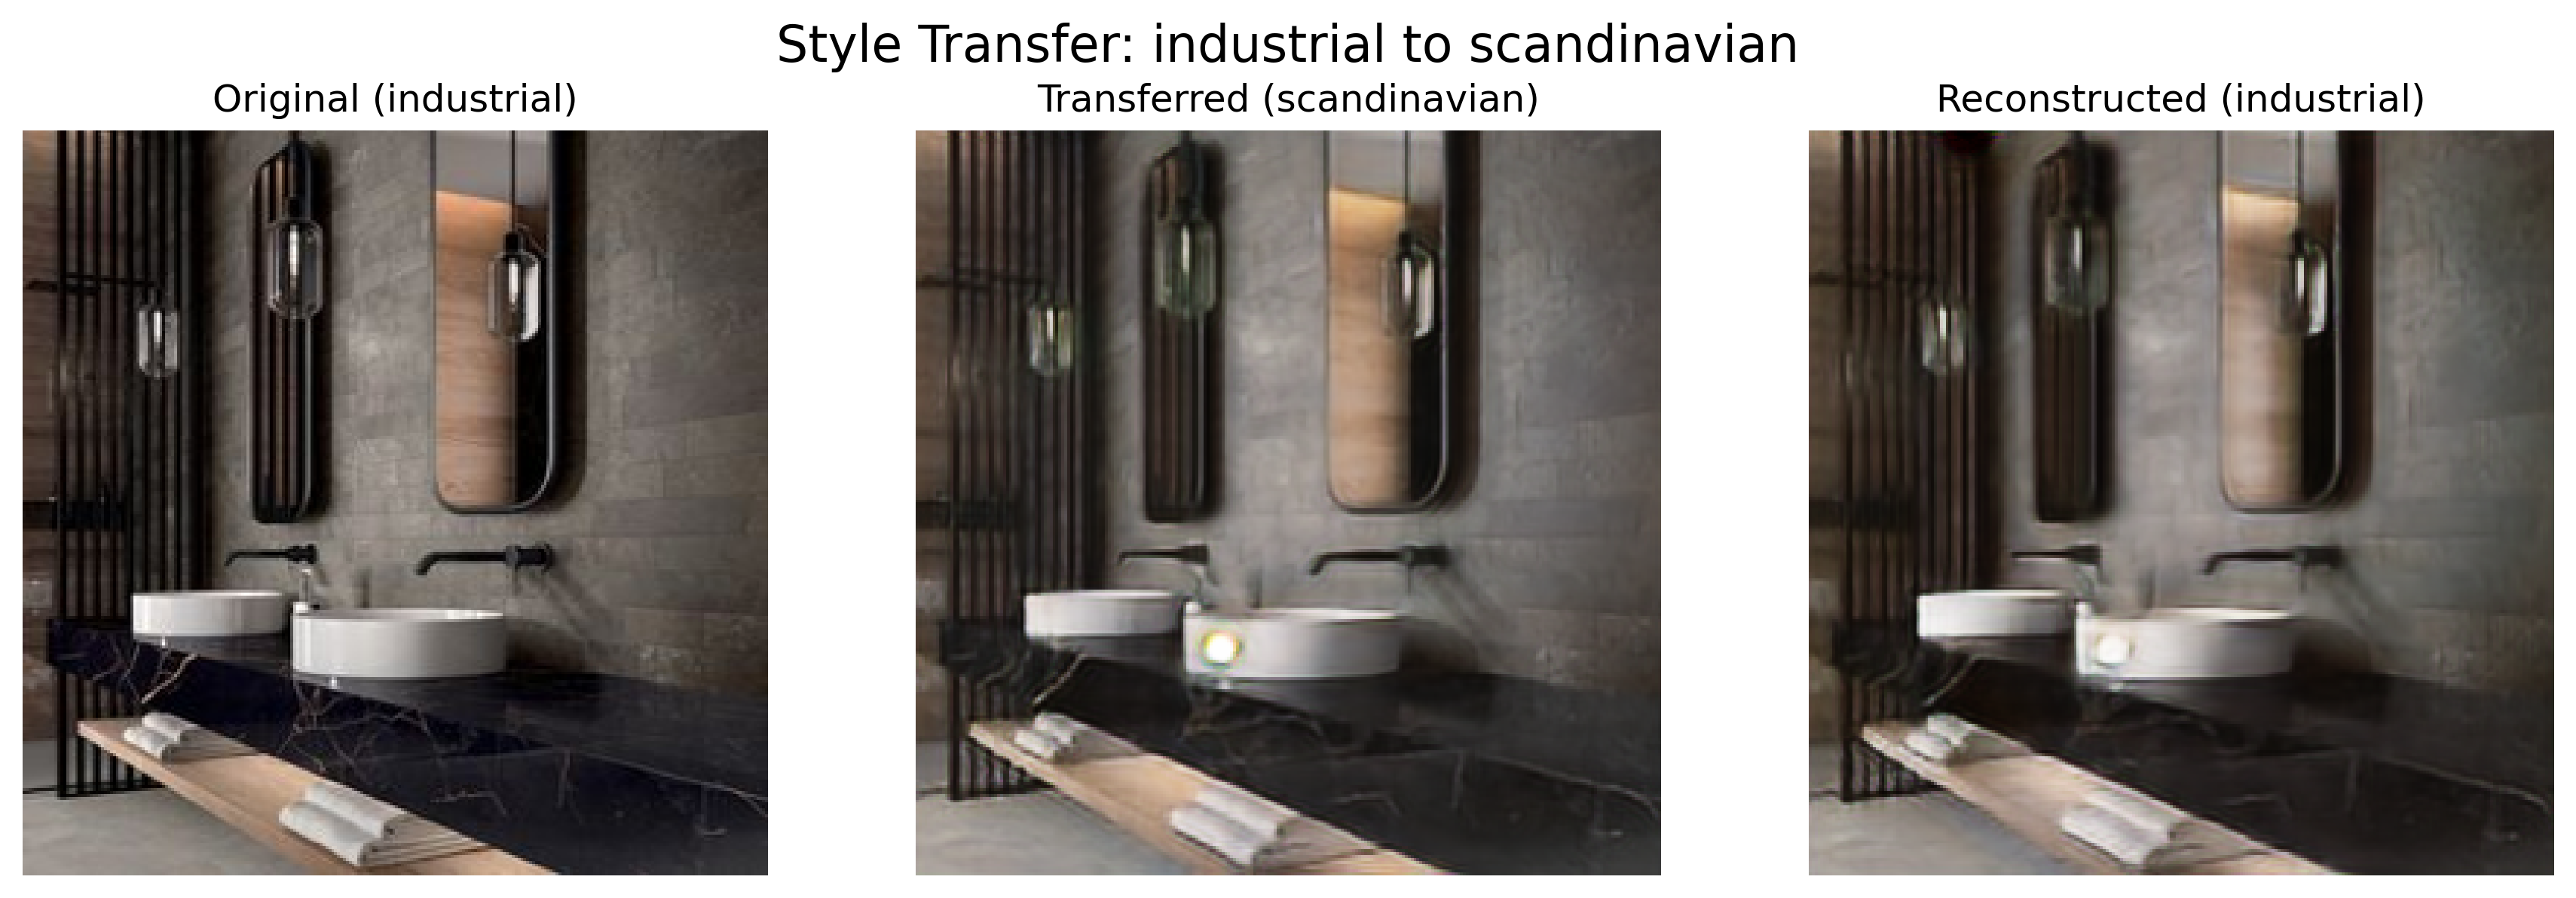 Style Transfer: industrial to scandinavian
Original (industrial)
Transferred (scandinavian)
Reconstructed (industrial)